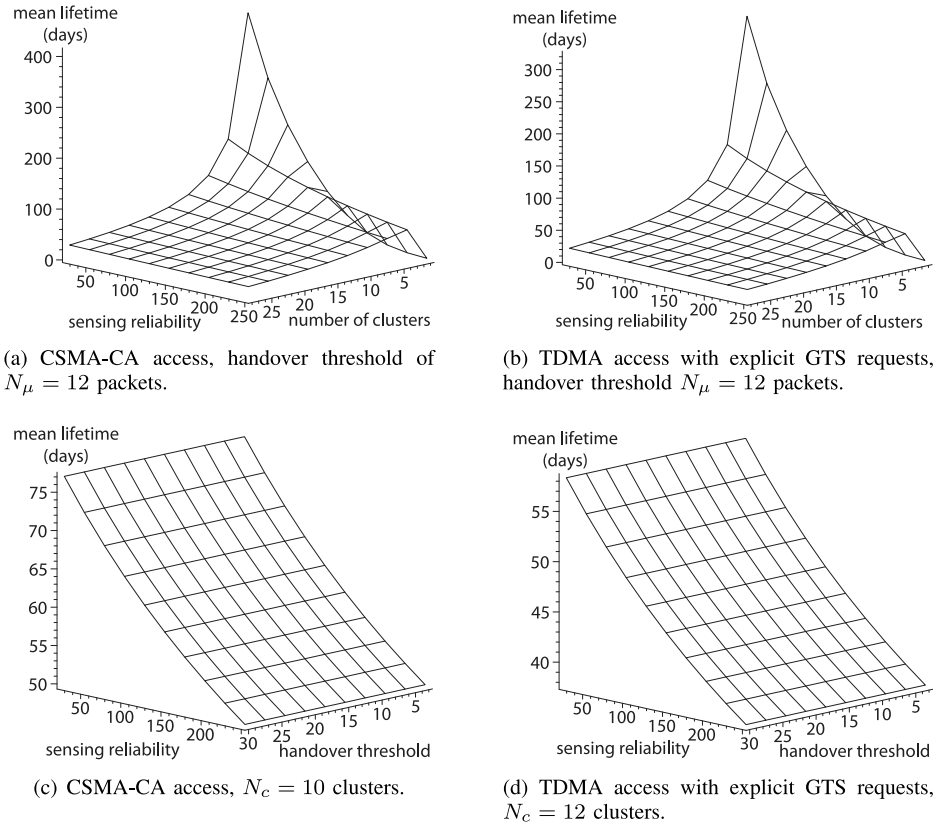 mean lifetime
(days)
400
300
200
100
0
50
100
150
200
250
25
20
15
10
5
sensing reliability
number of clusters
(a) CSMA-CA access, handover threshold of
N_μ = 12 packets.
mean lifetime
(days)
300
250
200
150
100
50
0
50
100
150
200
250
25
20
15
10
5
sensing reliability
number of clusters
(b) TDMA access with explicit GTS requests,
handover threshold N_μ = 12 packets.
mean lifetime
(days)
75
70
65
60
55
50
50
100
150
200
30
25
20
15
10
5
sensing reliability
handover threshold
(c) CSMA-CA access, N_c = 10 clusters.
mean lifetime
(days)
55
50
45
40
50
100
150
200
30
25
20
15
10
5
sensing reliability
handover threshold
(d) TDMA access with explicit GTS requests,
N_c = 12 clusters.